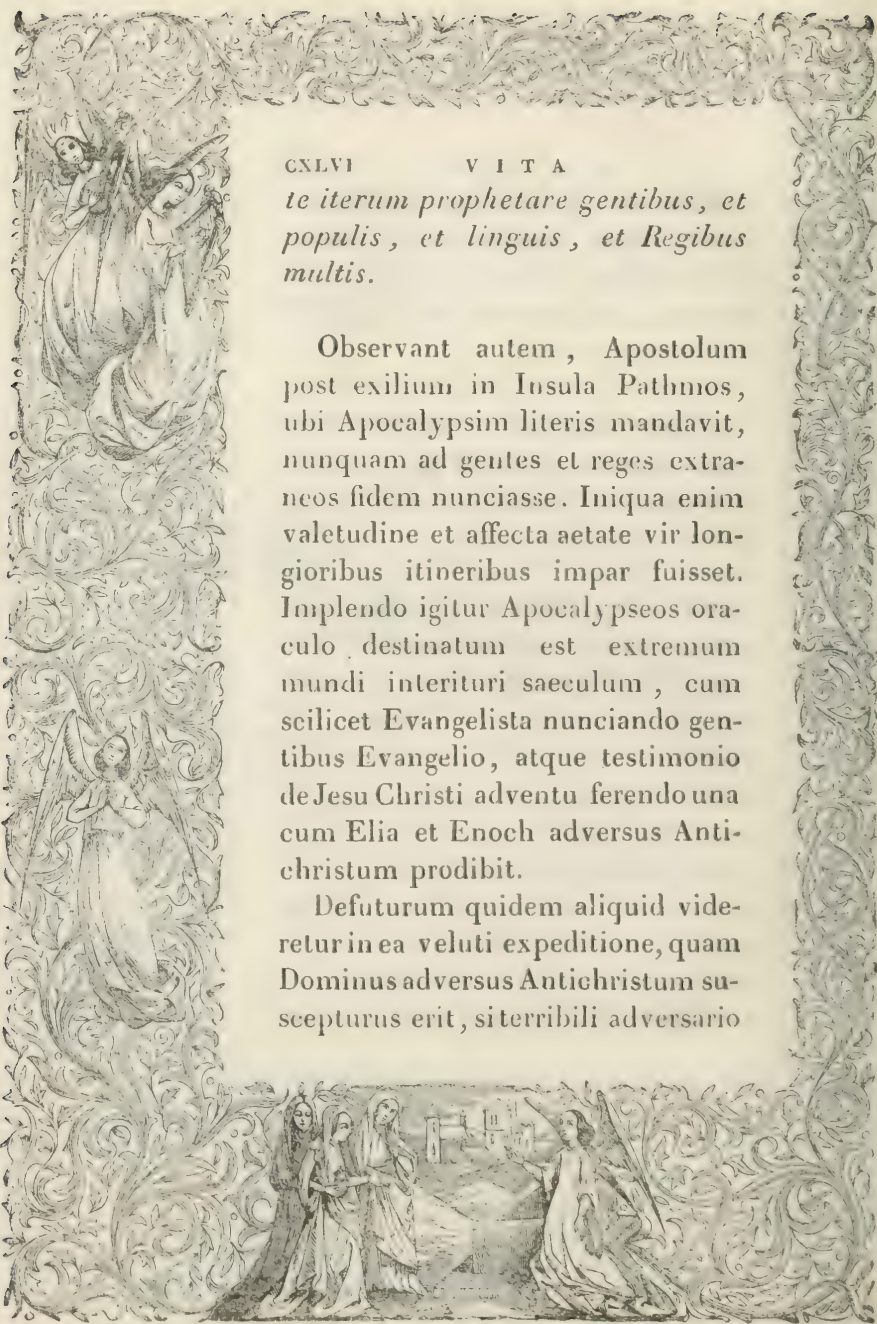 CXLVI VITA
te iterum prophetare gentibus, et
populis, et linguis, et Regibus
multis.
Observant autem, Apostolum
post exilium in Insula Pathmos,
ubi Apocalypsim literis mandavit,
nunquam ad gentes et reges extra-
neos fidem nunciasse. Iniqua enim
valetudine et affecta aetate vir lon-
gioribus itineribus impar fuisset.
Implendo igitur Apocalypseos ora-
culo destinatum est extremum
mundi interituri saeculum, cum
scilicet Evangelista nunciando gen-
tibus Evangelio, atque testimonio
de Jesu Christi adventu ferendo una
cum Elia et Enoch adversus Anti-
christum prodibit.
Defuturum quidem aliquid vide-
retur in ea veluti expeditione, quam
Dominus adversus Antichristum su-
scepturus erit, si terribili adversario